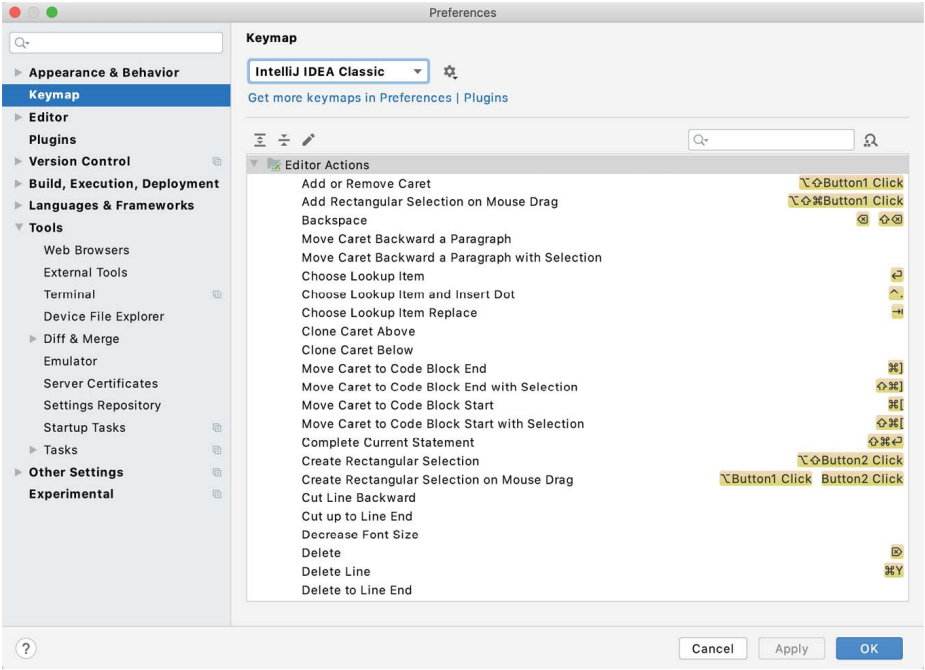 Preferences
Appearance & Behavior
Keymap
Editor
Plugins
Version Control
Build, Execution, Deployment
Languages & Frameworks
Tools
Web Browsers
External Tools
Terminal
Device File Explorer
Diff & Merge
Emulator
Server Certificates
Settings Repository
Startup Tasks
Tasks
Other Settings
Experimental
Keymap
IntelliJ IDEA Classic
Get more keymaps in Preferences | Plugins
Editor Actions
Add or Remove Caret ⌥⇧Button1 Click
Add Rectangular Selection on Mouse Drag ⌥⇧⌘Button1 Click
Backspace ⌫ ⇧⌫
Move Caret Backward a Paragraph
Move Caret Backward a Paragraph with Selection
Choose Lookup Item ⏎
Choose Lookup Item and Insert Dot ^.
Choose Lookup Item Replace ⇥
Clone Caret Above
Clone Caret Below
Move Caret to Code Block End ⌘]
Move Caret to Code Block End with Selection ⇧⌘]
Move Caret to Code Block Start ⌘[
Move Caret to Code Block Start with Selection ⇧⌘[
Complete Current Statement ⇧⌘⏎
Create Rectangular Selection ⌥⇧Button2 Click
Create Rectangular Selection on Mouse Drag ⌥Button1 Click Button2 Click
Cut Line Backward
Cut up to Line End
Decrease Font Size
Delete ⌦
Delete Line ⌘Y
Delete to Line End
? Cancel Apply OK